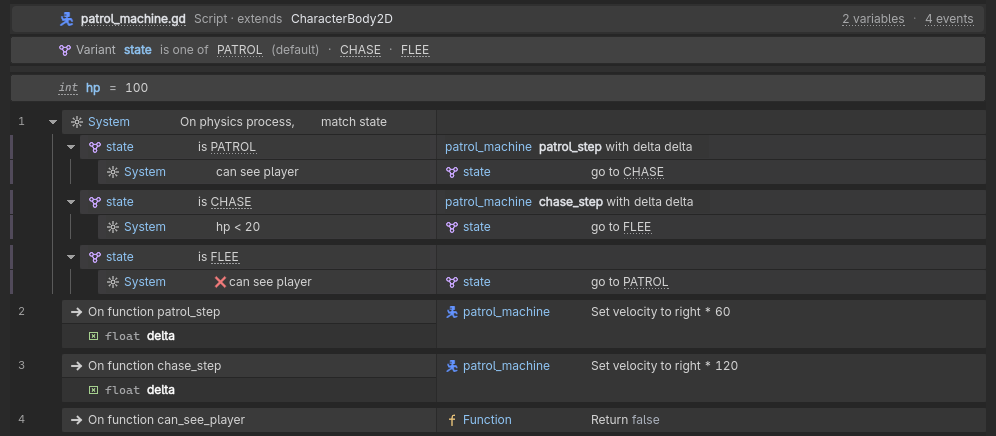 patrol_machine.gd Script · extends CharacterBody2D 2 variables · 4 events
Variant state is one of PATROL (default) · CHASE · FLEE
int hp = 100
1 System On physics process, match state
state is PATROL patrol_machine patrol_step with delta delta
System can see player state go to CHASE
state is CHASE patrol_machine chase_step with delta delta
System hp < 20 state go to FLEE
state is FLEE
System ❌ can see player state go to PATROL
2 → On function patrol_step patrol_machine Set velocity to right * 60
float delta
3 → On function chase_step patrol_machine Set velocity to right * 120
float delta
4 → On function can_see_player f Function Return false